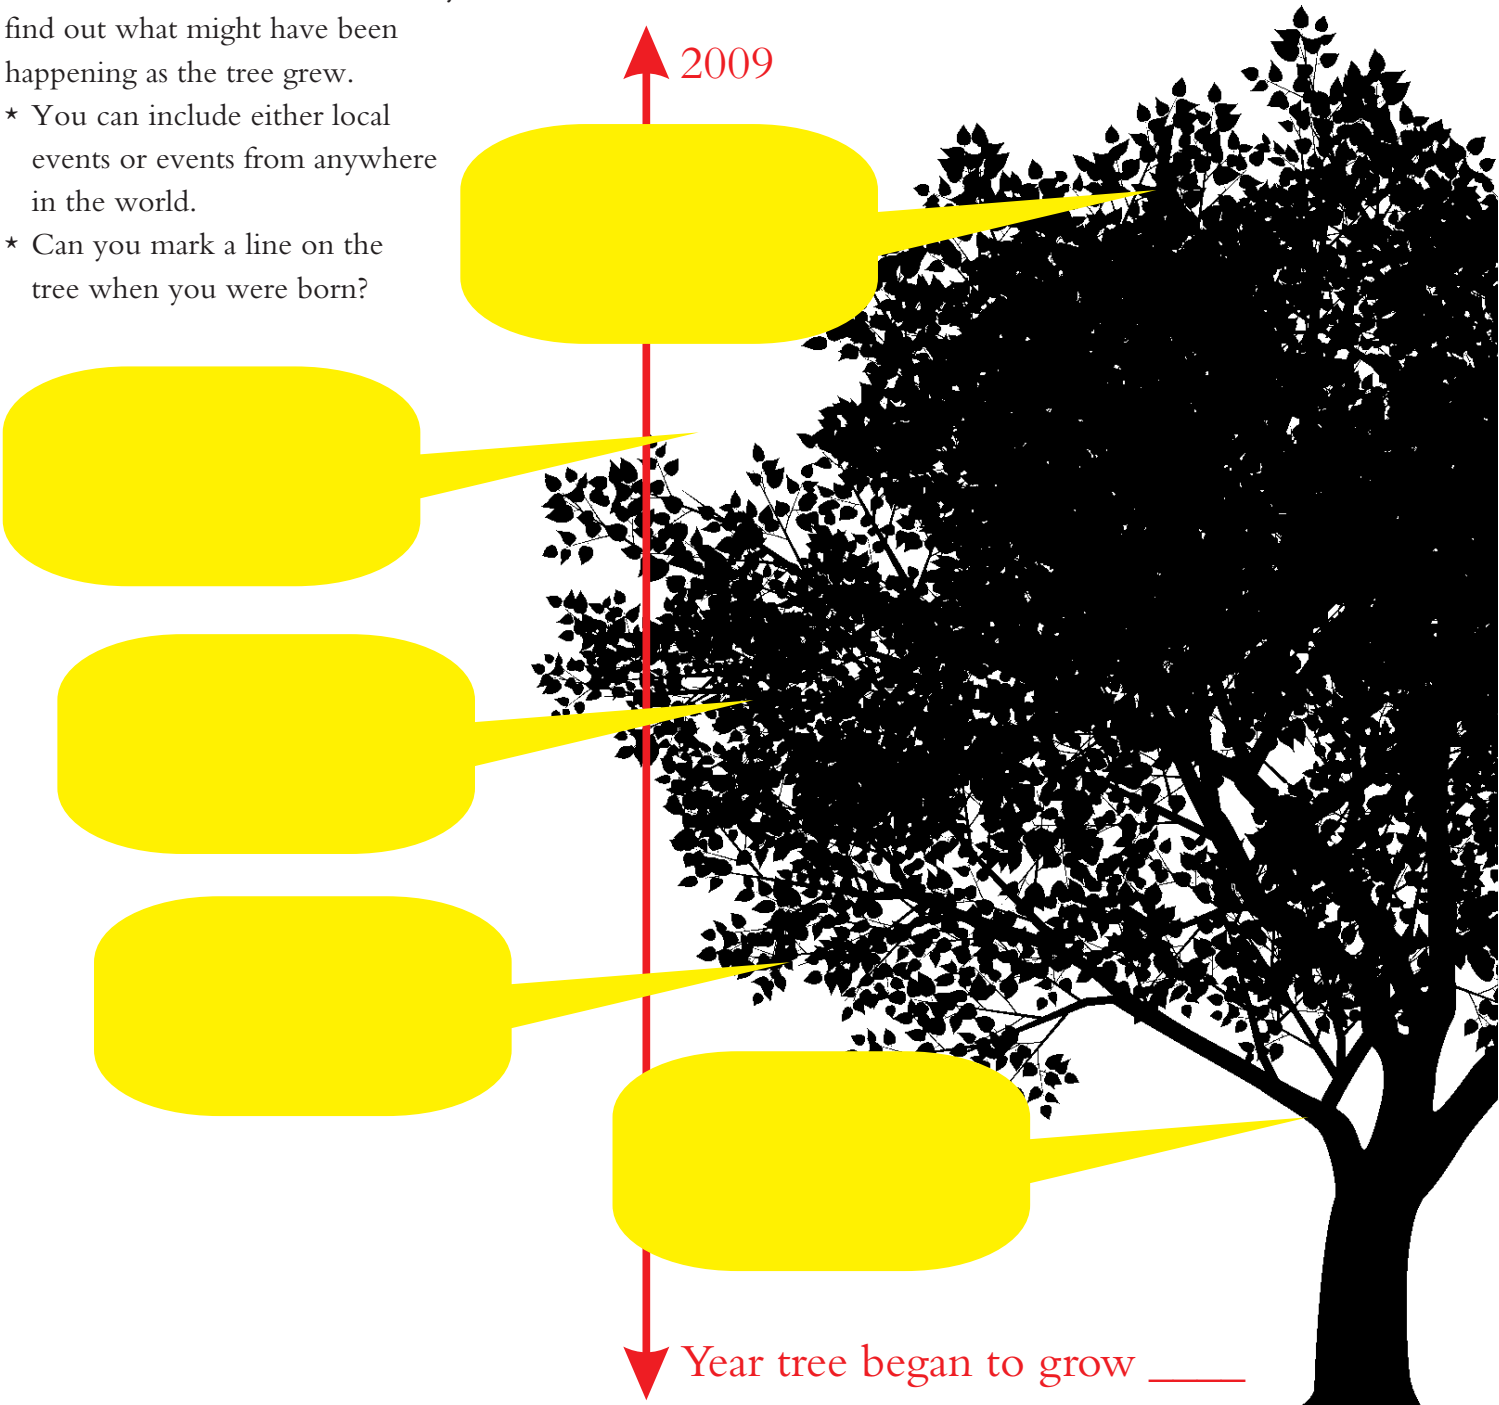 find out what might have been
happening as the tree grew.
★ You can include either local
events or events from anywhere
in the world.
★ Can you mark a line on the
tree when you were born?
2009
Year tree began to grow ____